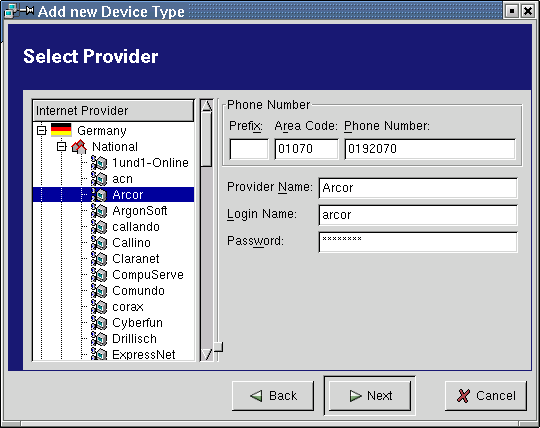 Add new Device Type
Select Provider
Internet Provider
Germany
National
1und1-Online
acn
Arcor
ArgonSoft
callando
Callino
Claranet
CompuServe
Comundo
corax
Cyberfun
Drillisch
ExpressNet
Phone Number
Prefix: Area Code: Phone Number:
01070 0192070
Provider Name: Arcor
Login Name: arcor
Password: ********
Back Next Cancel